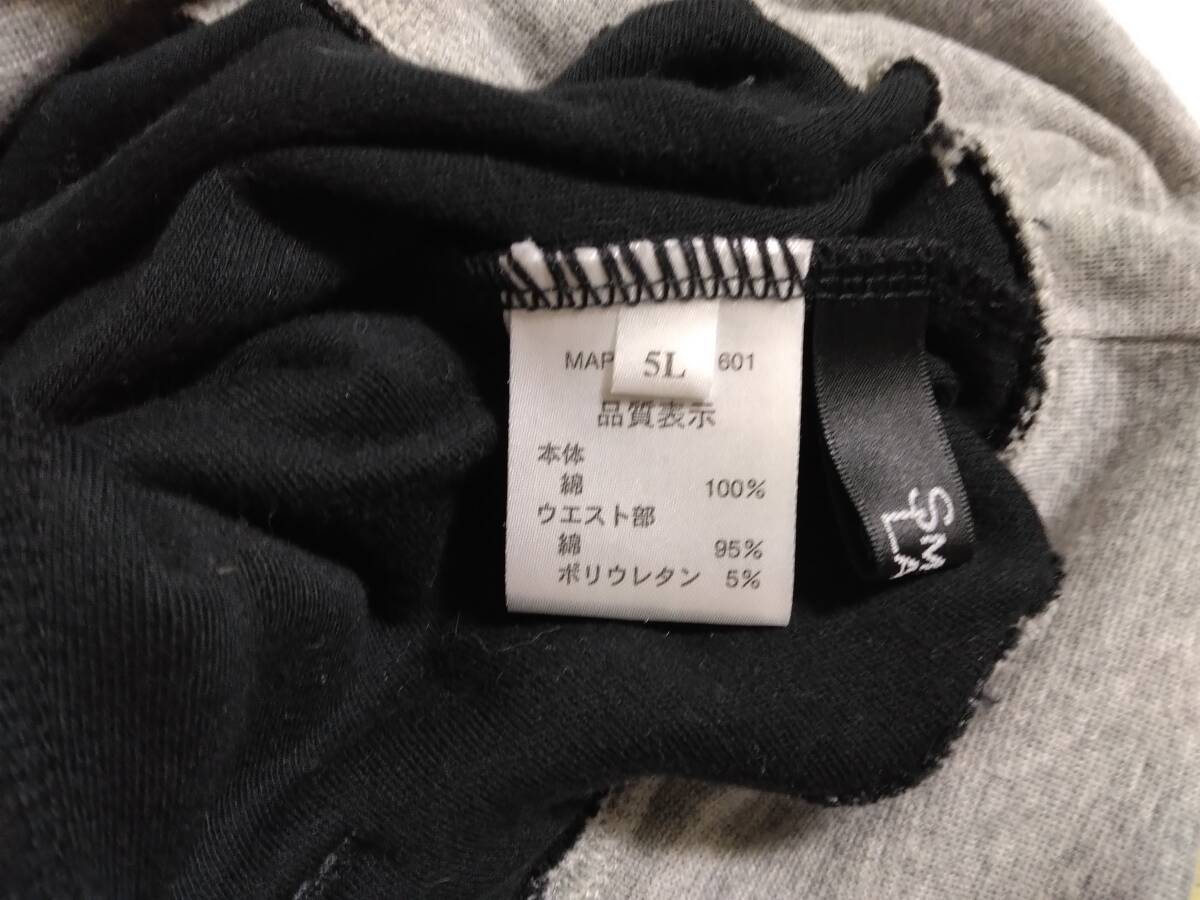 MAP
5L
601
品質表示
本体
綿 100%
ウエスト部
綿 95%
ポリウレタン 5%
SM
LA